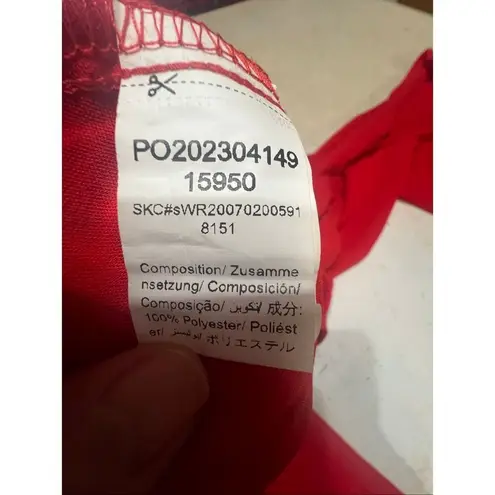 PO202304149
15950
SKC#sWR20070200591
8151
Composition/ Zusamme
nsetzung/ Composición/
Composição/ تكوين/ 成分:
100% Polyester/ Poliést
er/ بوليستر/ ポリエステル